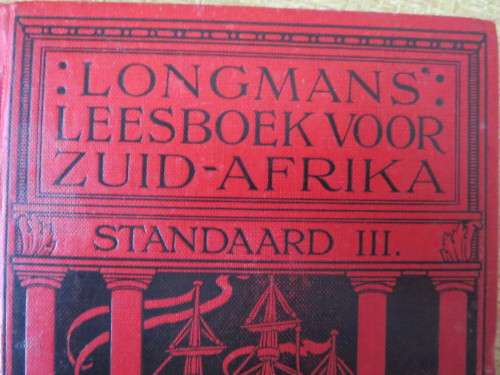 LONGMANS'
LEESBOEK VOOR
ZUID-AFRIKA
STANDAARD III.